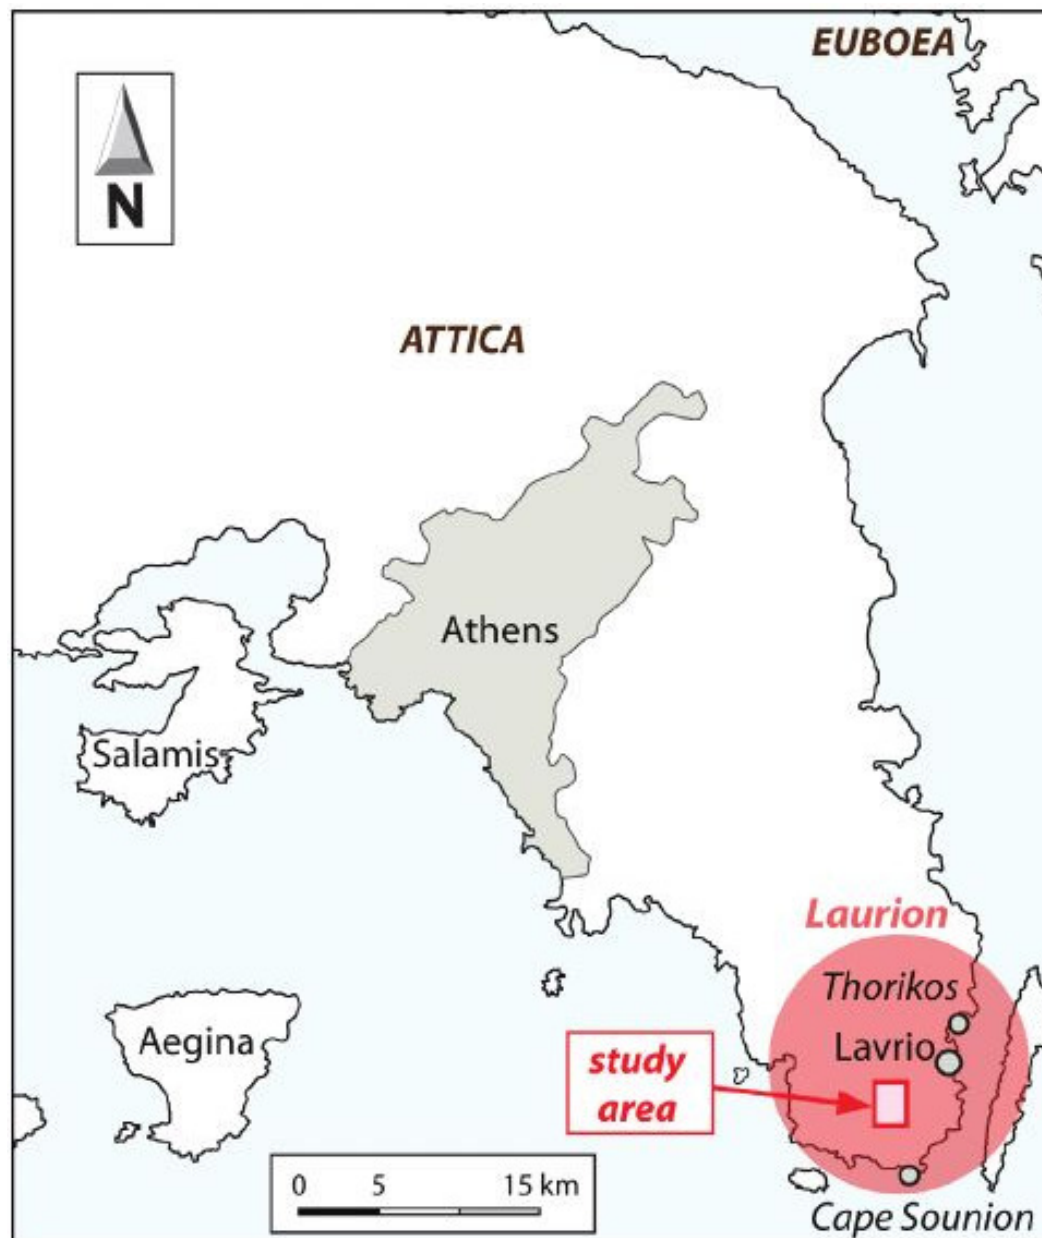 EUBOEA
N
ATTICA
Athens
Salamis
Laurion
Thorikos
Aegina
Lavrio
study
area
0 5 15 km
Cape Sounion